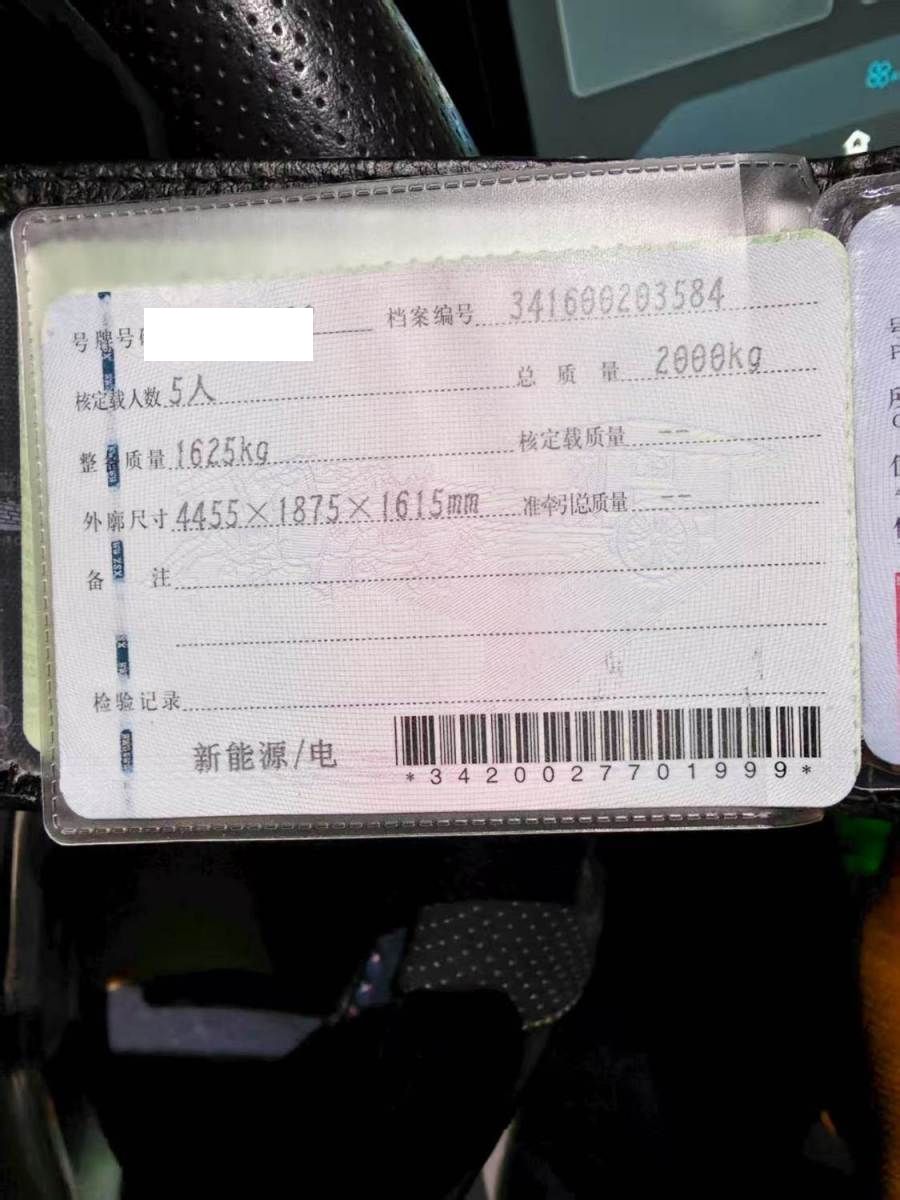 号牌号 档案编号 341600203584
核定载人数 5人 总质量 2000kg
整备质量 1625kg 核定载质量 --
外廓尺寸 4455×1875×1615mm 准牵引总质量 --
备注
检验记录
新能源/电
*3420027701999*